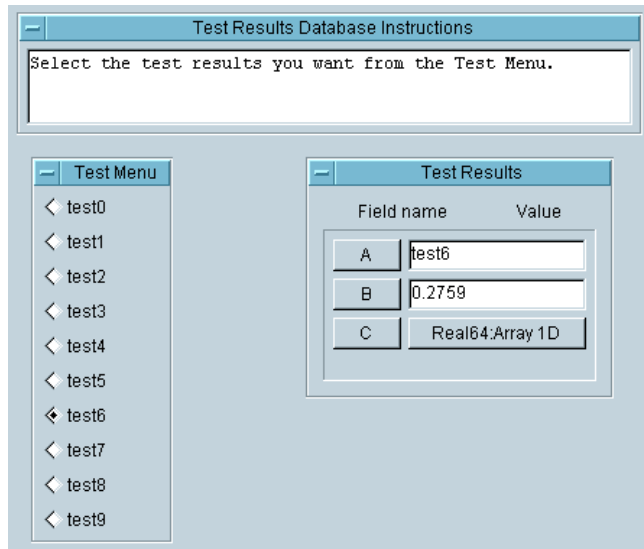 Test Results Database Instructions
Select the test results you want from the Test Menu.
Test Menu
test0
test1
test2
test3
test4
test5
test6
test7
test8
test9
Test Results
Field name Value
A test6
B 0.2759
C Real64:Array 1D